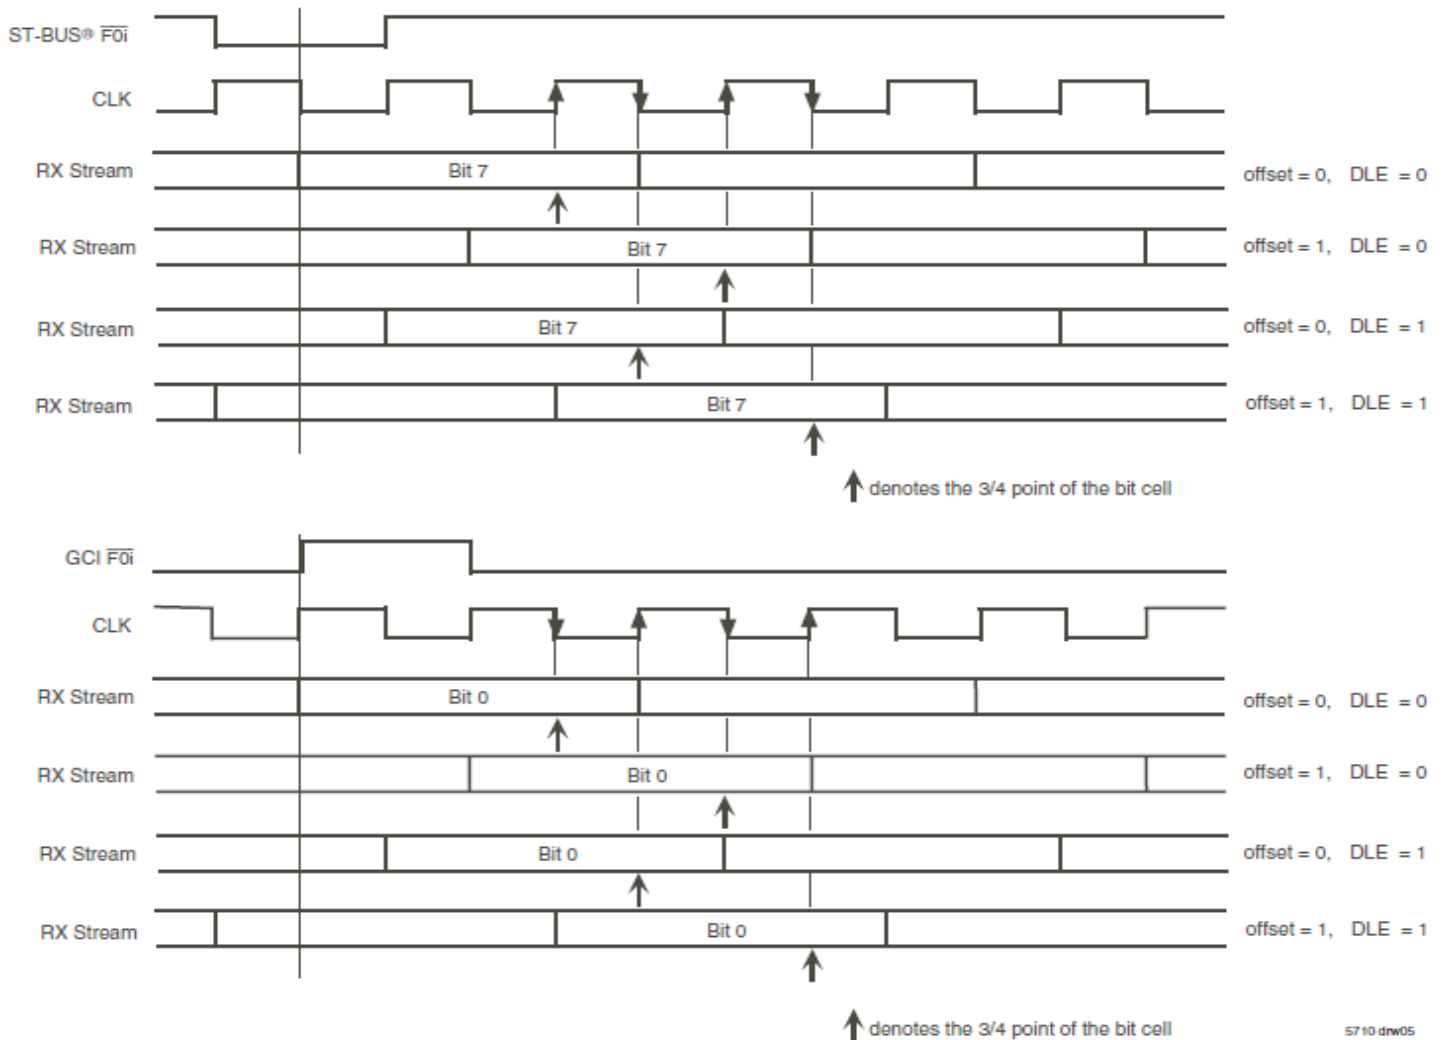 ST-BUS® F0i
CLK
RX Stream Bit 7 offset = 0, DLE = 0
RX Stream Bit 7 offset = 1, DLE = 0
RX Stream Bit 7 offset = 0, DLE = 1
RX Stream Bit 7 offset = 1, DLE = 1
denotes the 3/4 point of the bit cell
GCI F0i
CLK
RX Stream Bit 0 offset = 0, DLE = 0
RX Stream Bit 0 offset = 1, DLE = 0
RX Stream Bit 0 offset = 0, DLE = 1
RX Stream Bit 0 offset = 1, DLE = 1
denotes the 3/4 point of the bit cell
5710 drw05